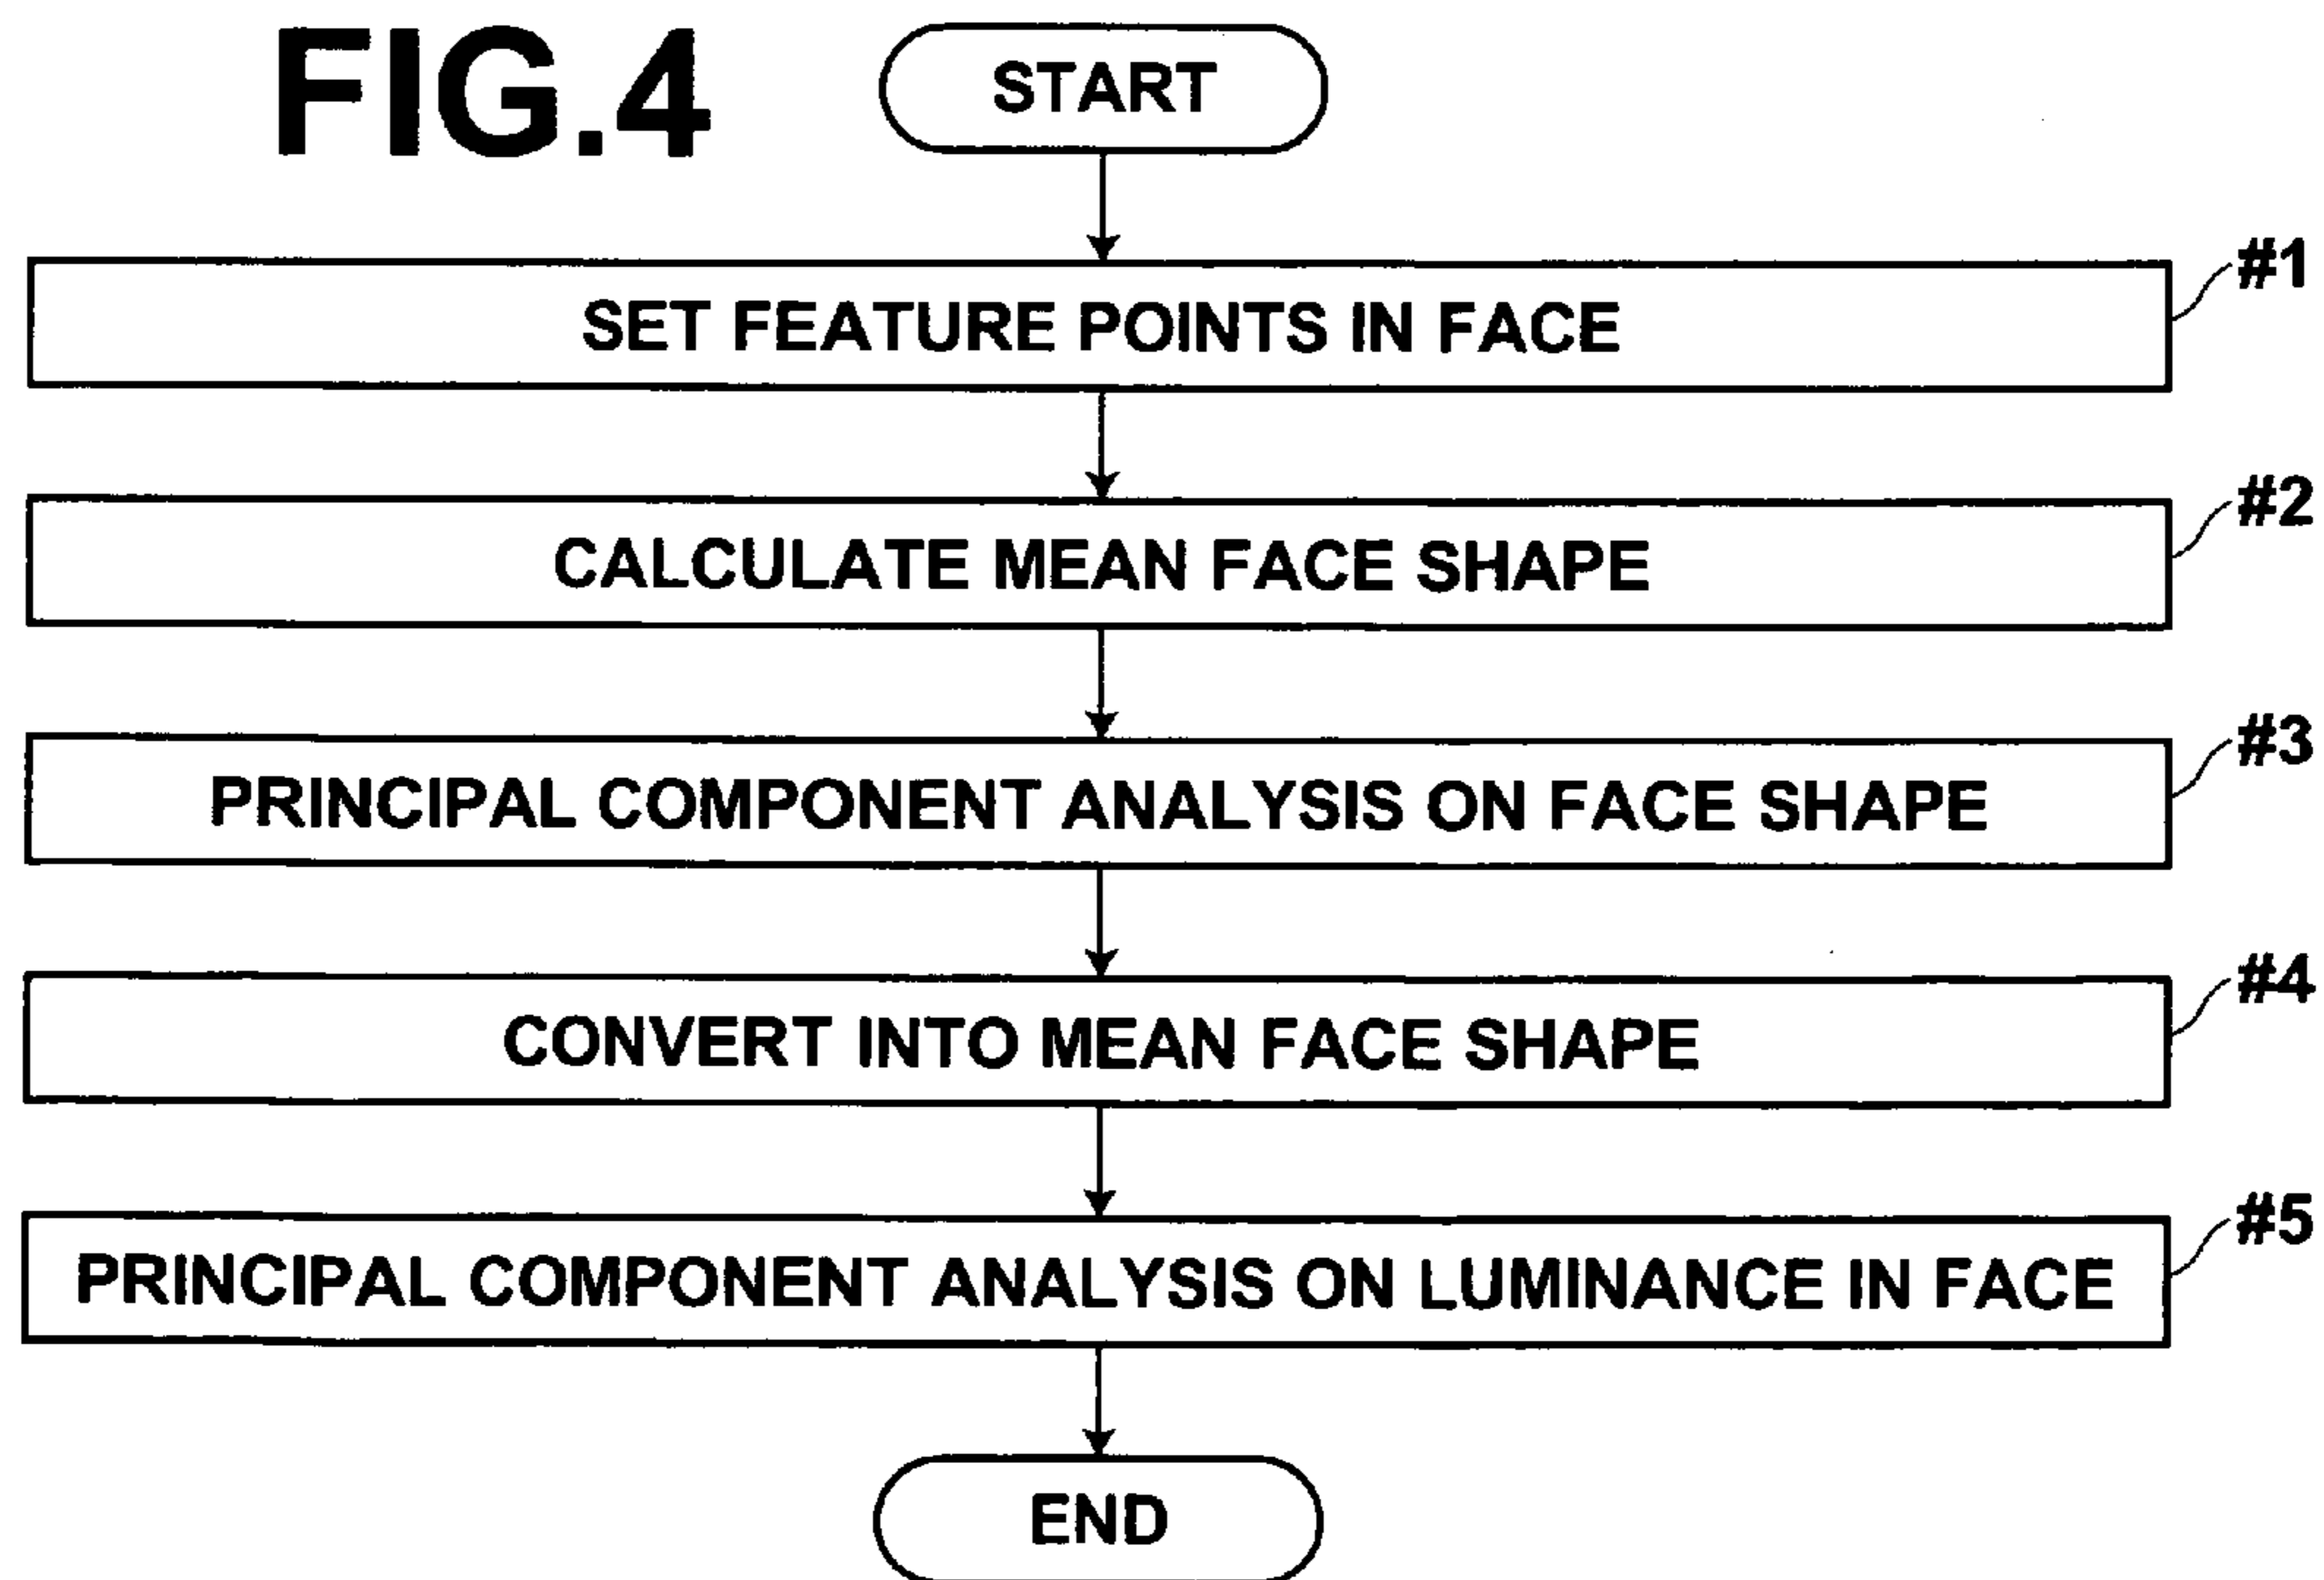 FIG.4
START
#1
SET FEATURE POINTS IN FACE
#2
CALCULATE MEAN FACE SHAPE
#3
PRINCIPAL COMPONENT ANALYSIS ON FACE SHAPE
#4
CONVERT INTO MEAN FACE SHAPE
#5
PRINCIPAL COMPONENT ANALYSIS ON LUMINANCE IN FACE
END